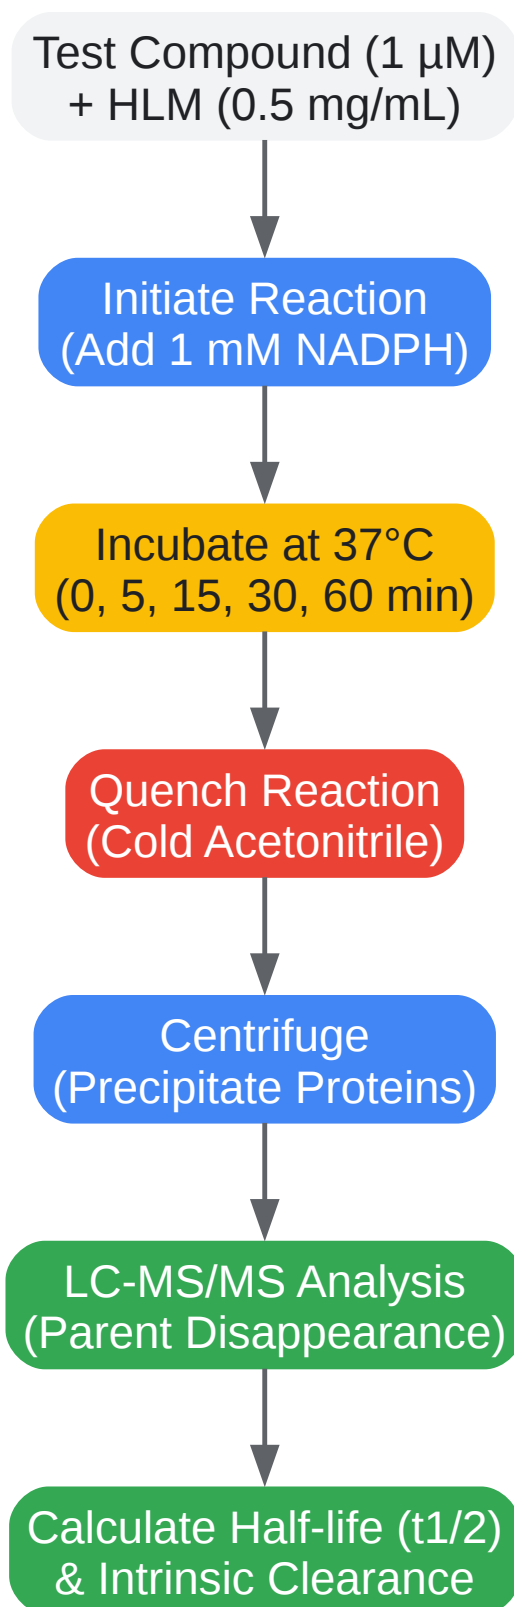 Test Compound (1 µM)
+ HLM (0.5 mg/mL)
Initiate Reaction
(Add 1 mM NADPH)
Incubate at 37°C
(0, 5, 15, 30, 60 min)
Quench Reaction
(Cold Acetonitrile)
Centrifuge
(Precipitate Proteins)
LC-MS/MS Analysis
(Parent Disappearance)
Calculate Half-life (t1/2)
& Intrinsic Clearance